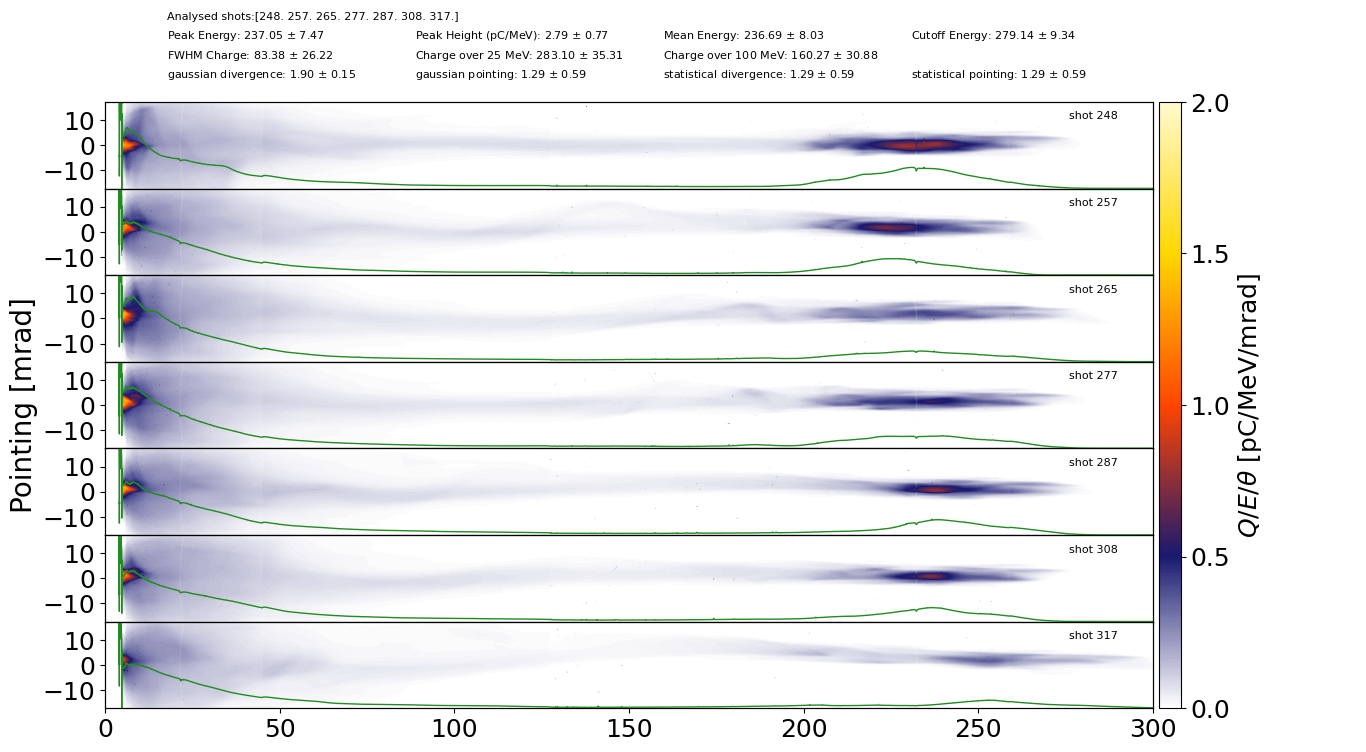 Analysed shots:[248. 257. 265. 277. 287. 308. 317.]
Peak Energy: 237.05 ± 7.47 Peak Height (pC/MeV): 2.79 ± 0.77 Mean Energy: 236.69 ± 8.03 Cutoff Energy: 279.14 ± 9.34
FWHM Charge: 83.38 ± 26.22 Charge over 25 MeV: 283.10 ± 35.31 Charge over 100 MeV: 160.27 ± 30.88
gaussian divergence: 1.90 ± 0.15 gaussian pointing: 1.29 ± 0.59 statistical divergence: 1.29 ± 0.59 statistical pointing: 1.29 ± 0.59
Pointing [mrad]
10
0
−10
shot 248
10
0
−10
shot 257
10
0
−10
shot 265
10
0
−10
shot 277
10
0
−10
shot 287
10
0
−10
shot 308
10
0
−10
shot 317
0 50 100 150 200 250 300
2.0
1.5
1.0
0.5
0.0
Q/E/θ [pC/MeV/mrad]